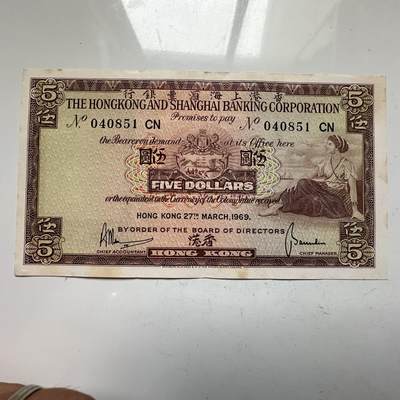 行銀豐滙海上港香
5 THE HONGKONG AND SHANGHAI BANKING CORPORATION 5
伍 Promises to pay 伍
Nº 040851 CN Nº 040851 CN
the Bearer on demand at its Office here
圓 伍
FIVE DOLLARS
or the equivalent in the Currency of the Colony Value received
HONG KONG 27TH MARCH, 1969.
BY ORDER OF THE BOARD OF DIRECTORS
伍 港香 伍
CHIEF ACCOUNTANT CHIEF MANAGER
5 HONG KONG 5